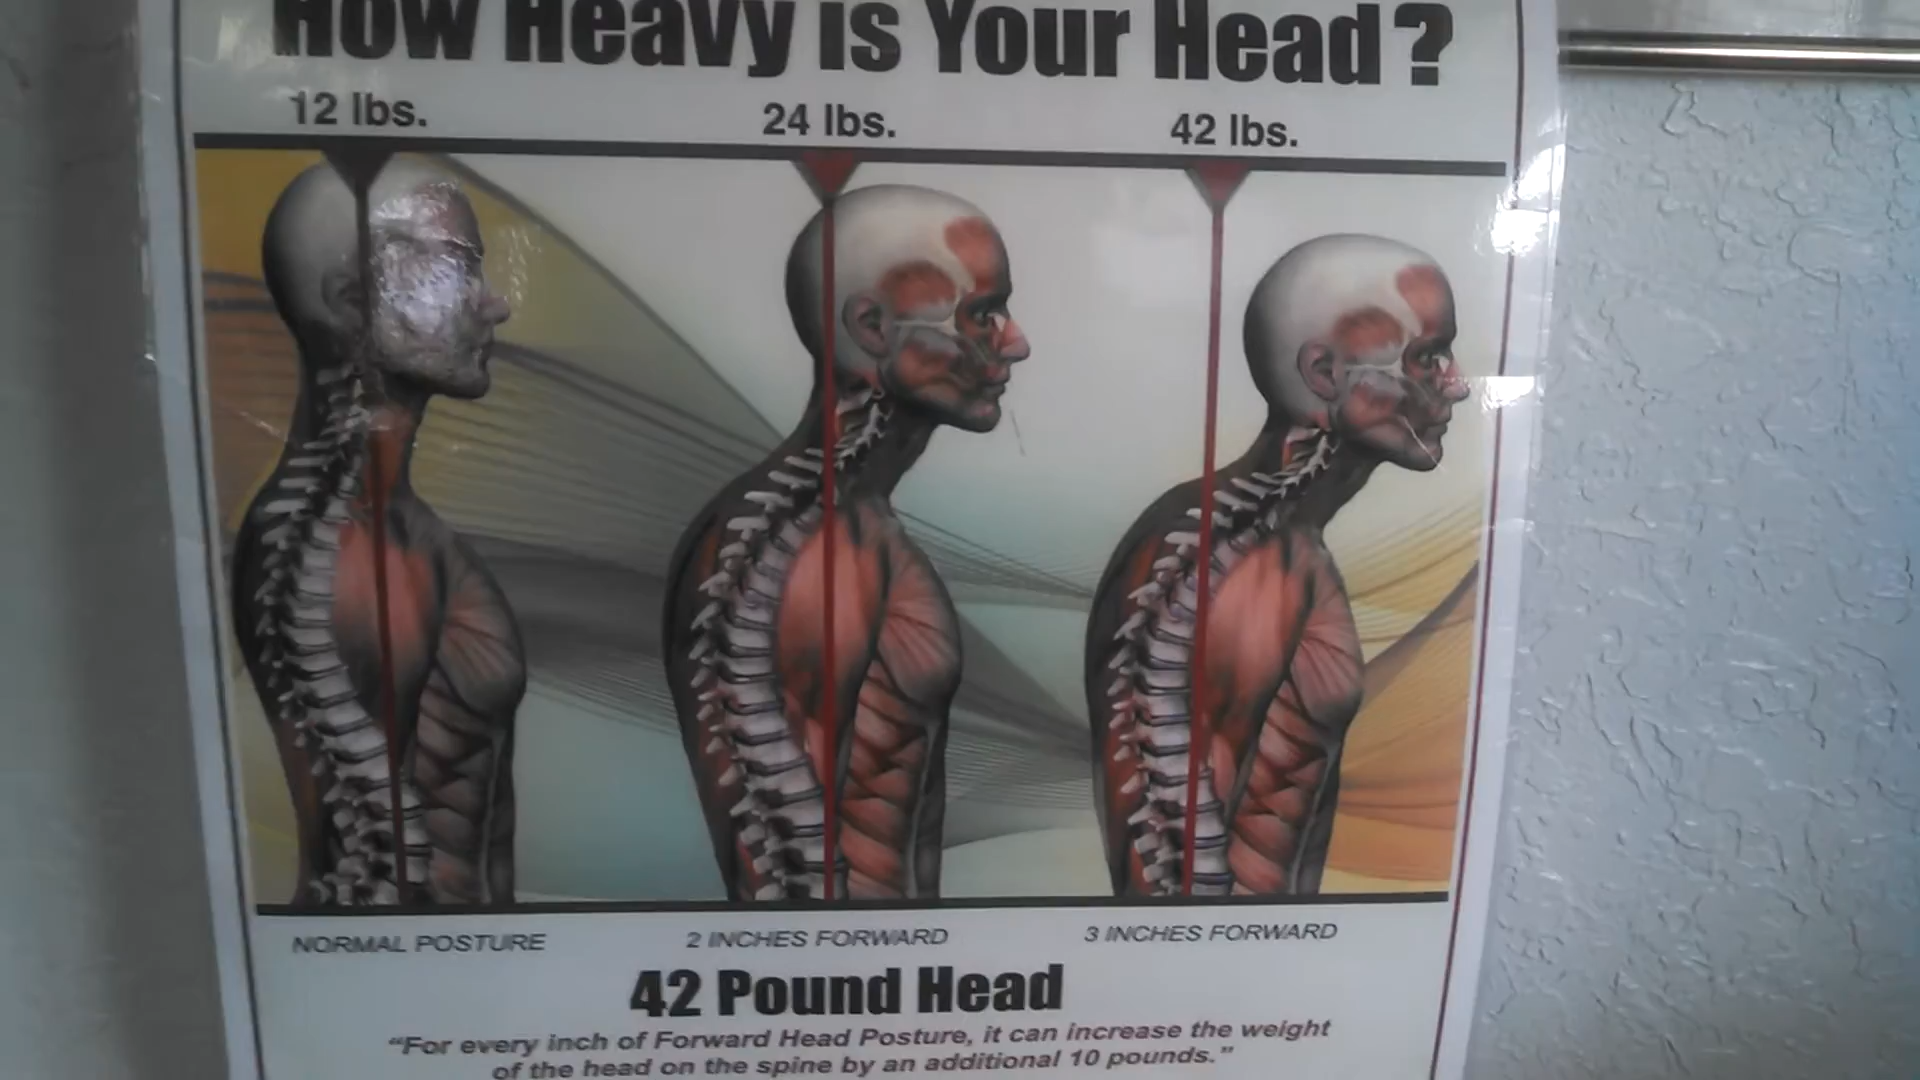 How Heavy is Your Head?
12 lbs.
24 lbs.
42 lbs.
NORMAL POSTURE
2 INCHES FORWARD
3 INCHES FORWARD
42 Pound Head
“For every inch of Forward Head Posture, it can increase the weight
of the head on the spine by an additional 10 pounds.”